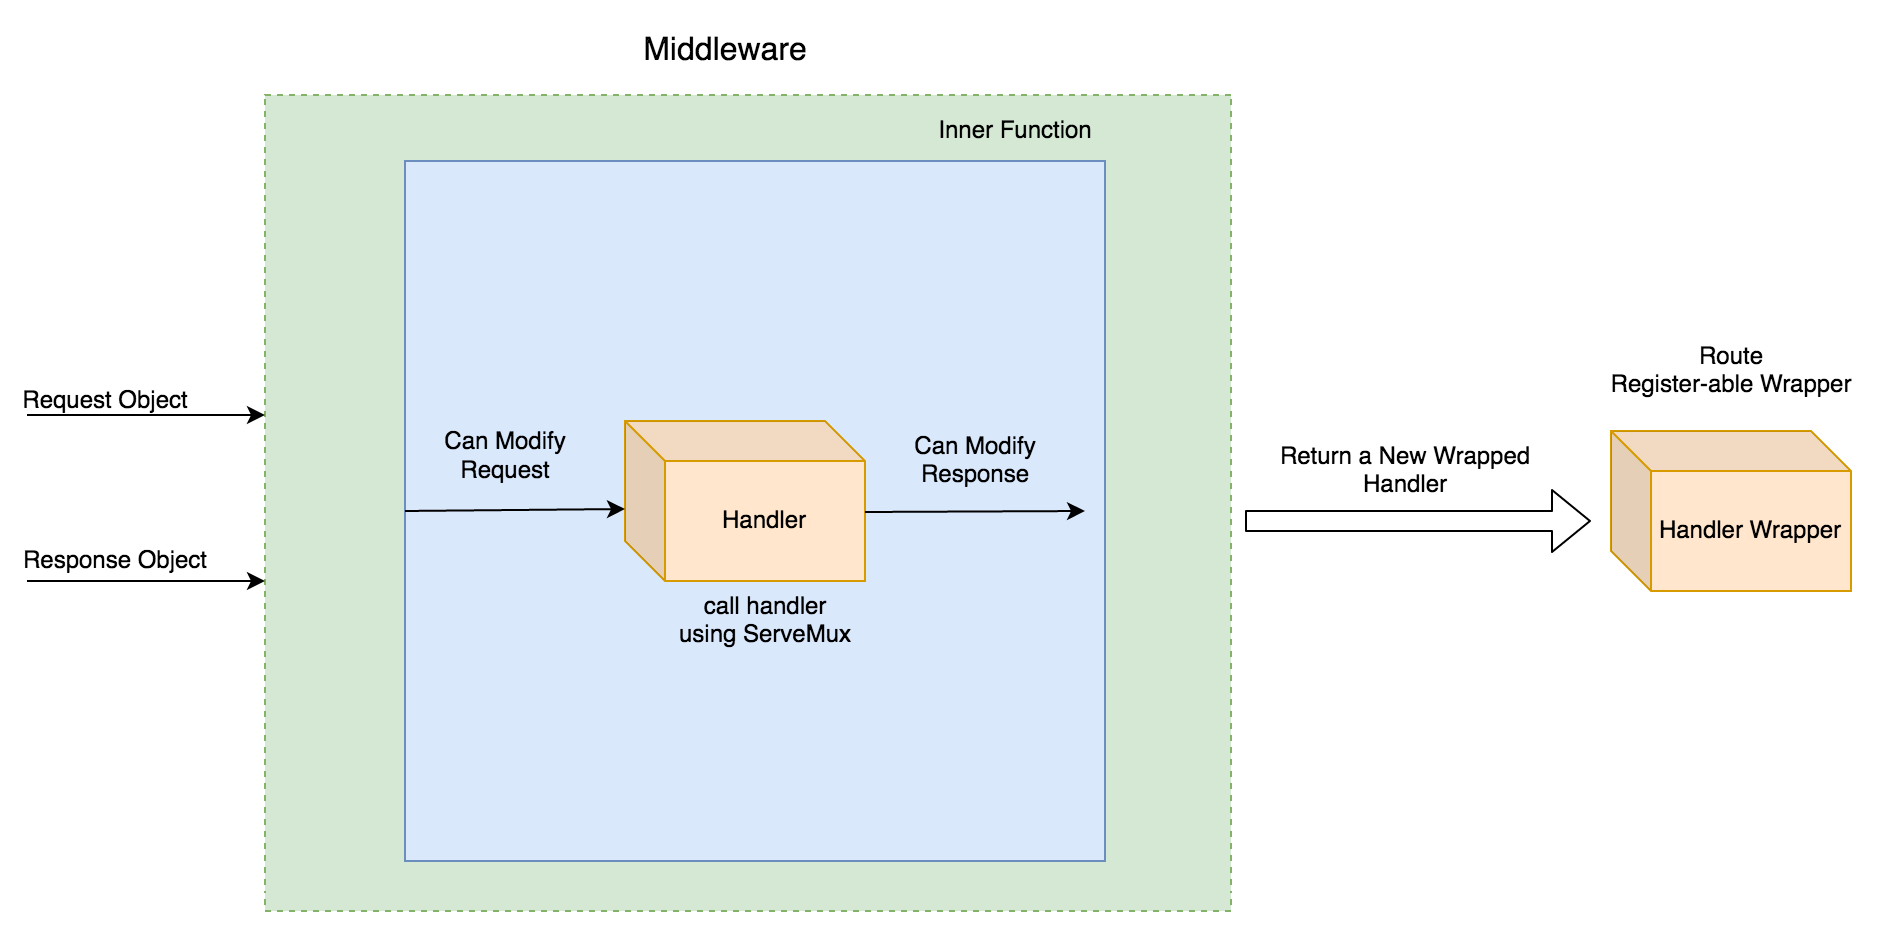 Middleware
Inner Function
Request Object
Response Object
Can Modify
Request
Handler
call handler
using ServeMux
Can Modify
Response
Return a New Wrapped
Handler
Route
Register-able Wrapper
Handler Wrapper